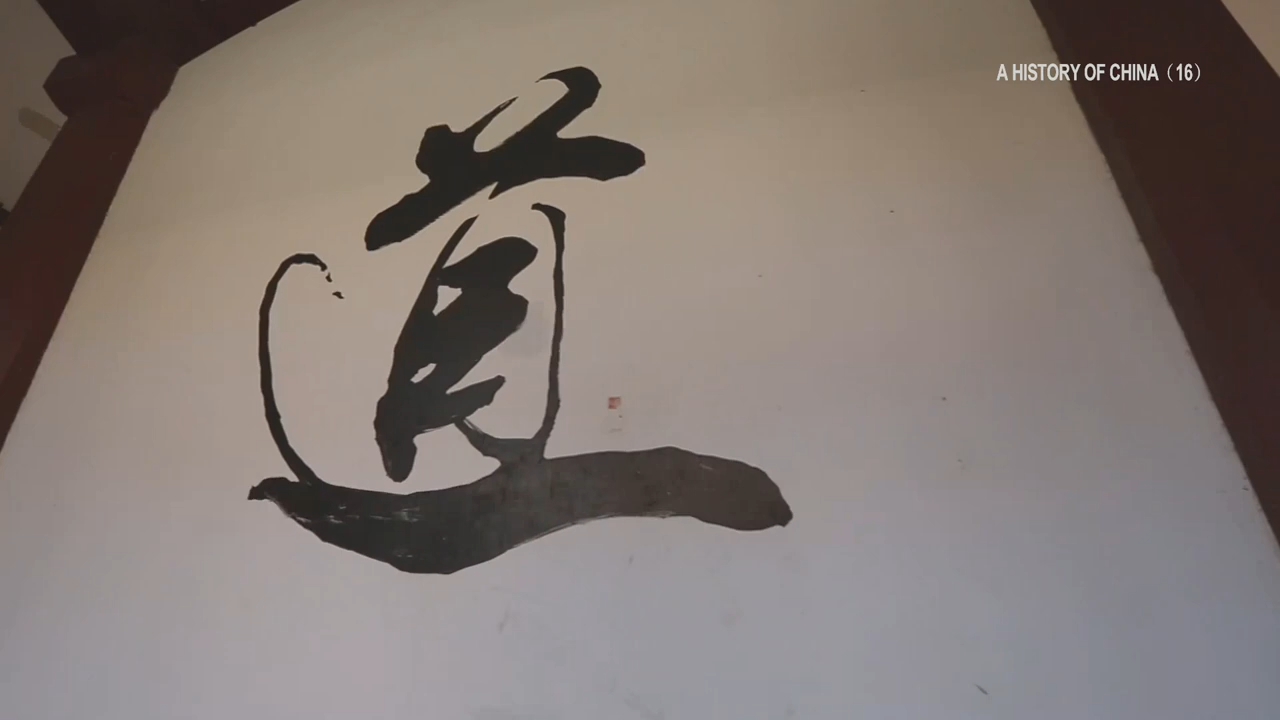 A HISTORY OF CHINA（16）
道